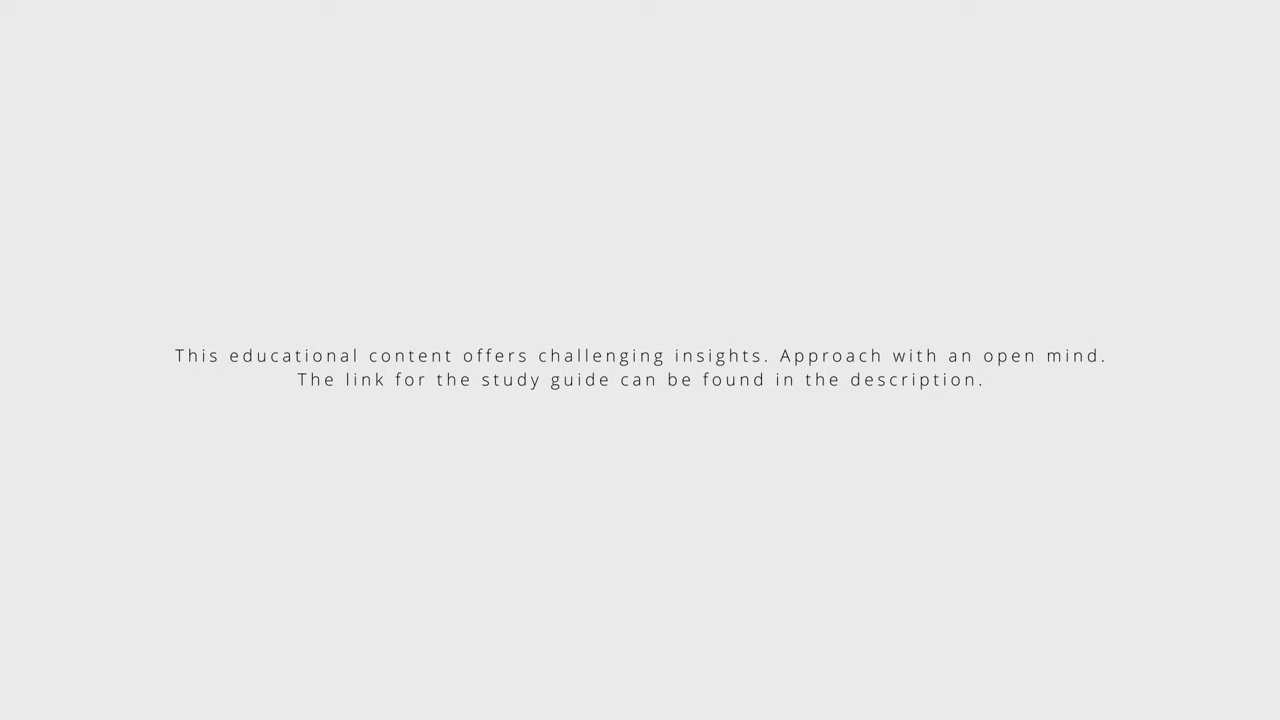 This educational content offers challenging insights. Approach with an open mind.
The link for the study guide can be found in the description.